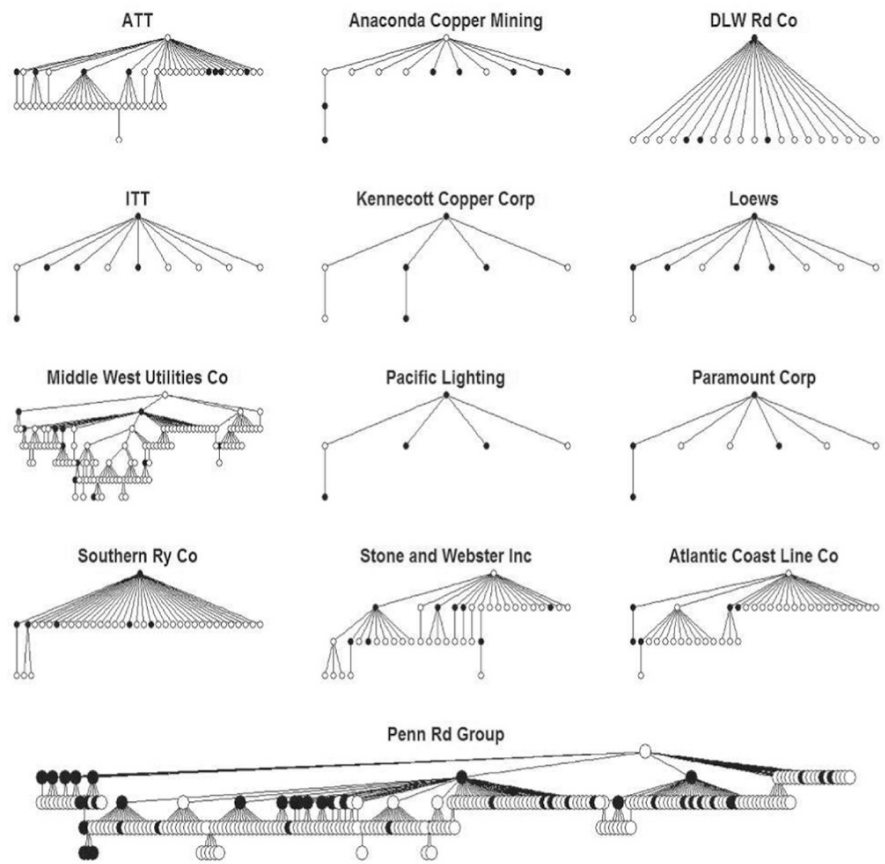 ATT
Anaconda Copper Mining
DLW Rd Co
ITT
Kennecott Copper Corp
Loews
Middle West Utilities Co
Pacific Lighting
Paramount Corp
Southern Ry Co
Stone and Webster Inc
Atlantic Coast Line Co
Penn Rd Group